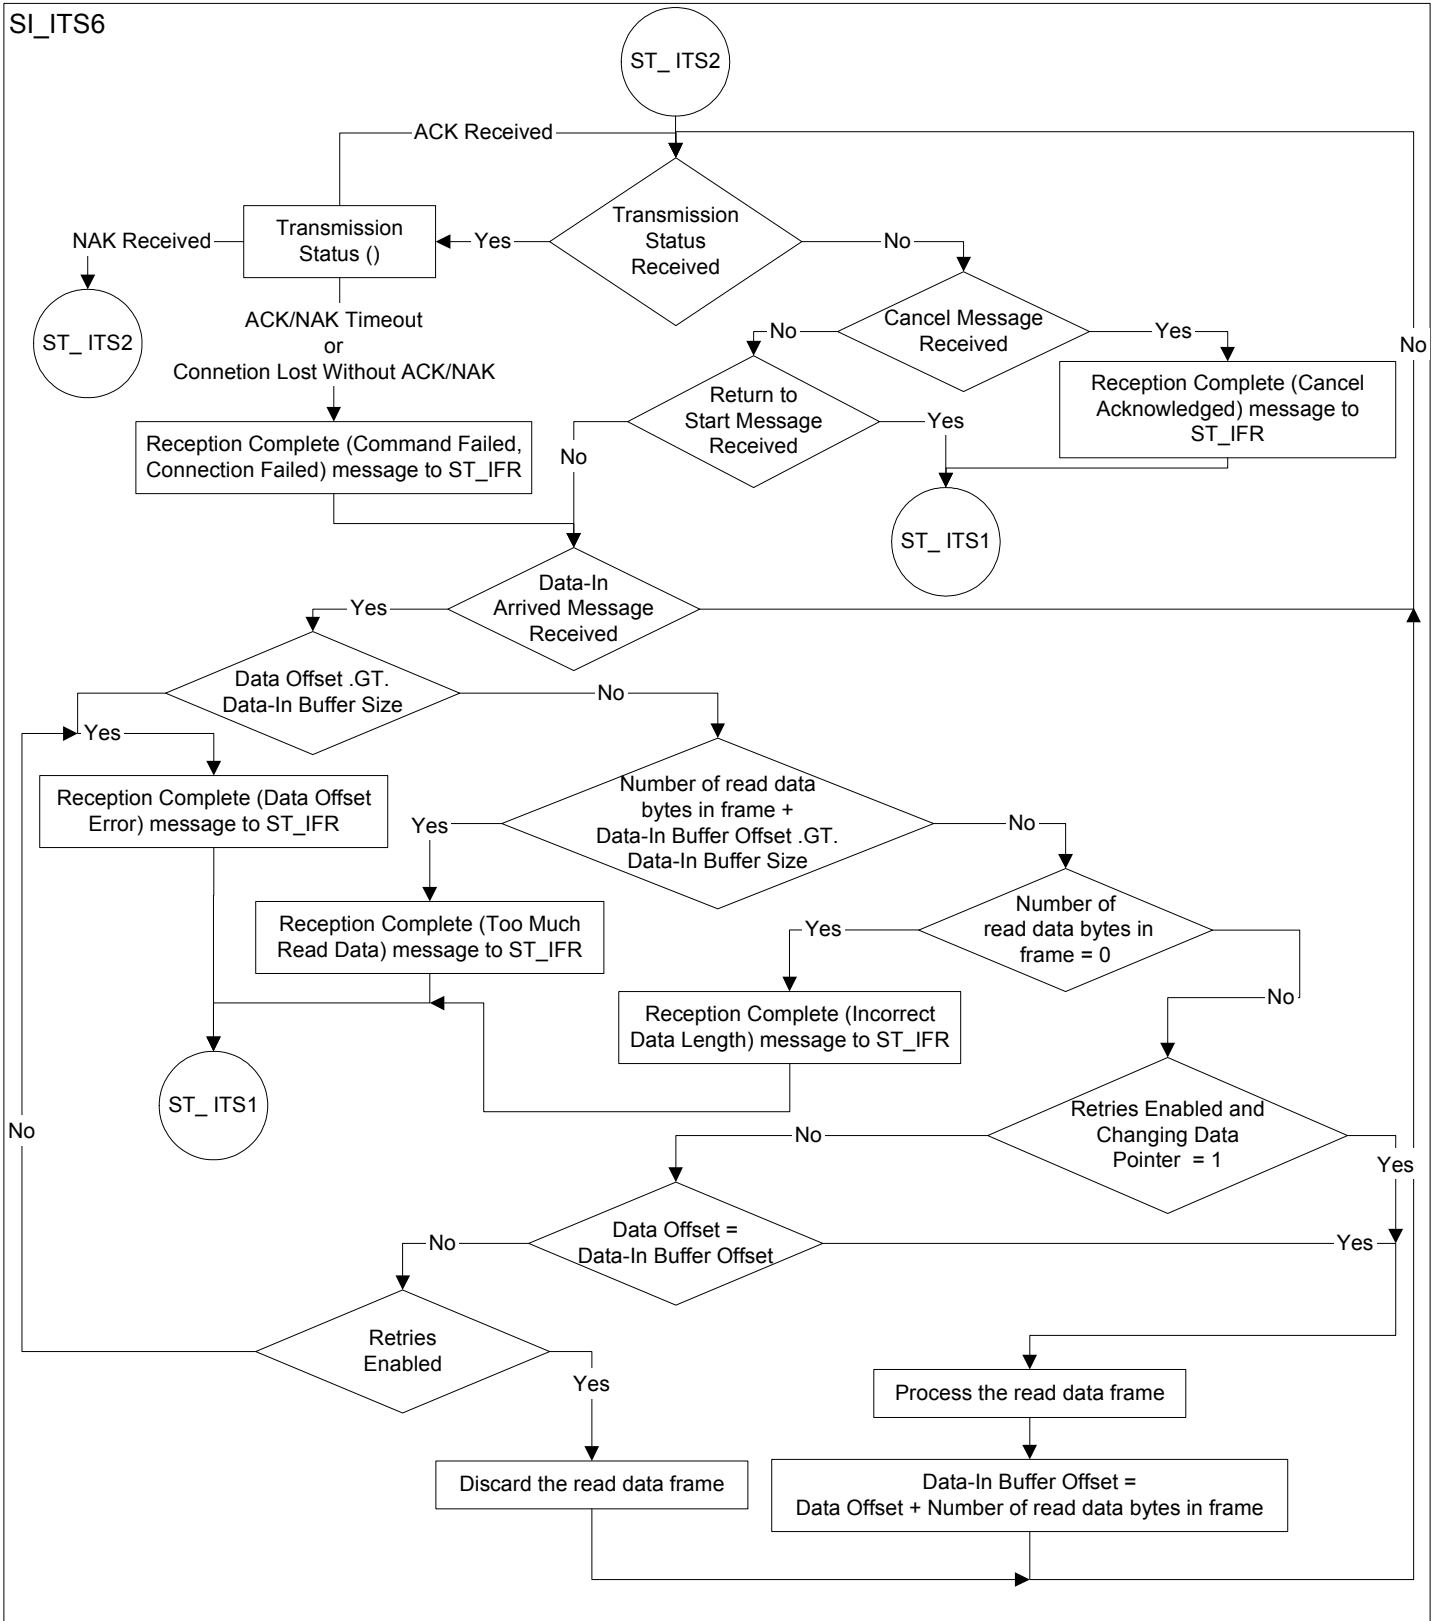 SI_ITS6
ST_ ITS2
ACK Received
Transmission
Status
Received
Transmission
Status ()
NAK Received
Yes
No
ST_ ITS2
ACK/NAK Timeout
or
Connetion Lost Without ACK/NAK
Cancel Message
Received
No
Yes
No
Reception Complete (Cancel
Acknowledged) message to
ST_IFR
Return to
Start Message
Received
Yes
No
Reception Complete (Command Failed,
Connection Failed) message to ST_IFR
ST_ ITS1
Data-In
Arrived Message
Received
Yes
Data Offset .GT.
Data-In Buffer Size
No
Yes
Reception Complete (Data Offset
Error) message to ST_IFR
Number of read data
bytes in frame +
Data-In Buffer Offset .GT.
Data-In Buffer Size
Yes
No
Reception Complete (Too Much
Read Data) message to ST_IFR
Number of
read data bytes in
frame = 0
Yes
No
Reception Complete (Incorrect
Data Length) message to ST_IFR
ST_ ITS1
Retries Enabled and
Changing Data
Pointer = 1
No
No
Yes
Data Offset =
Data-In Buffer Offset
No
Yes
Retries
Enabled
Yes
Process the read data frame
Discard the read data frame
Data-In Buffer Offset =
Data Offset + Number of read data bytes in frame